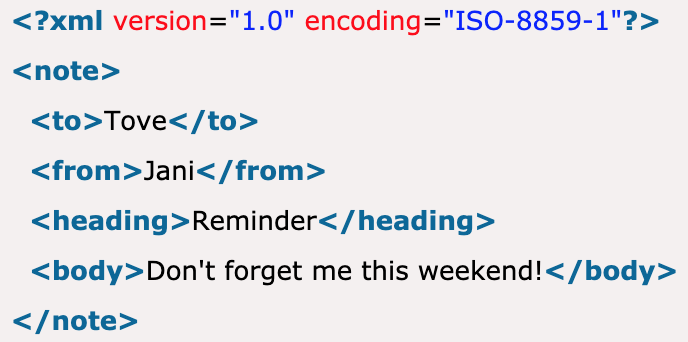 <?xml version="1.0" encoding="ISO-8859-1"?>
<note>
<to>Tove</to>
<from>Jani</from>
<heading>Reminder</heading>
<body>Don't forget me this weekend!</body>
</note>